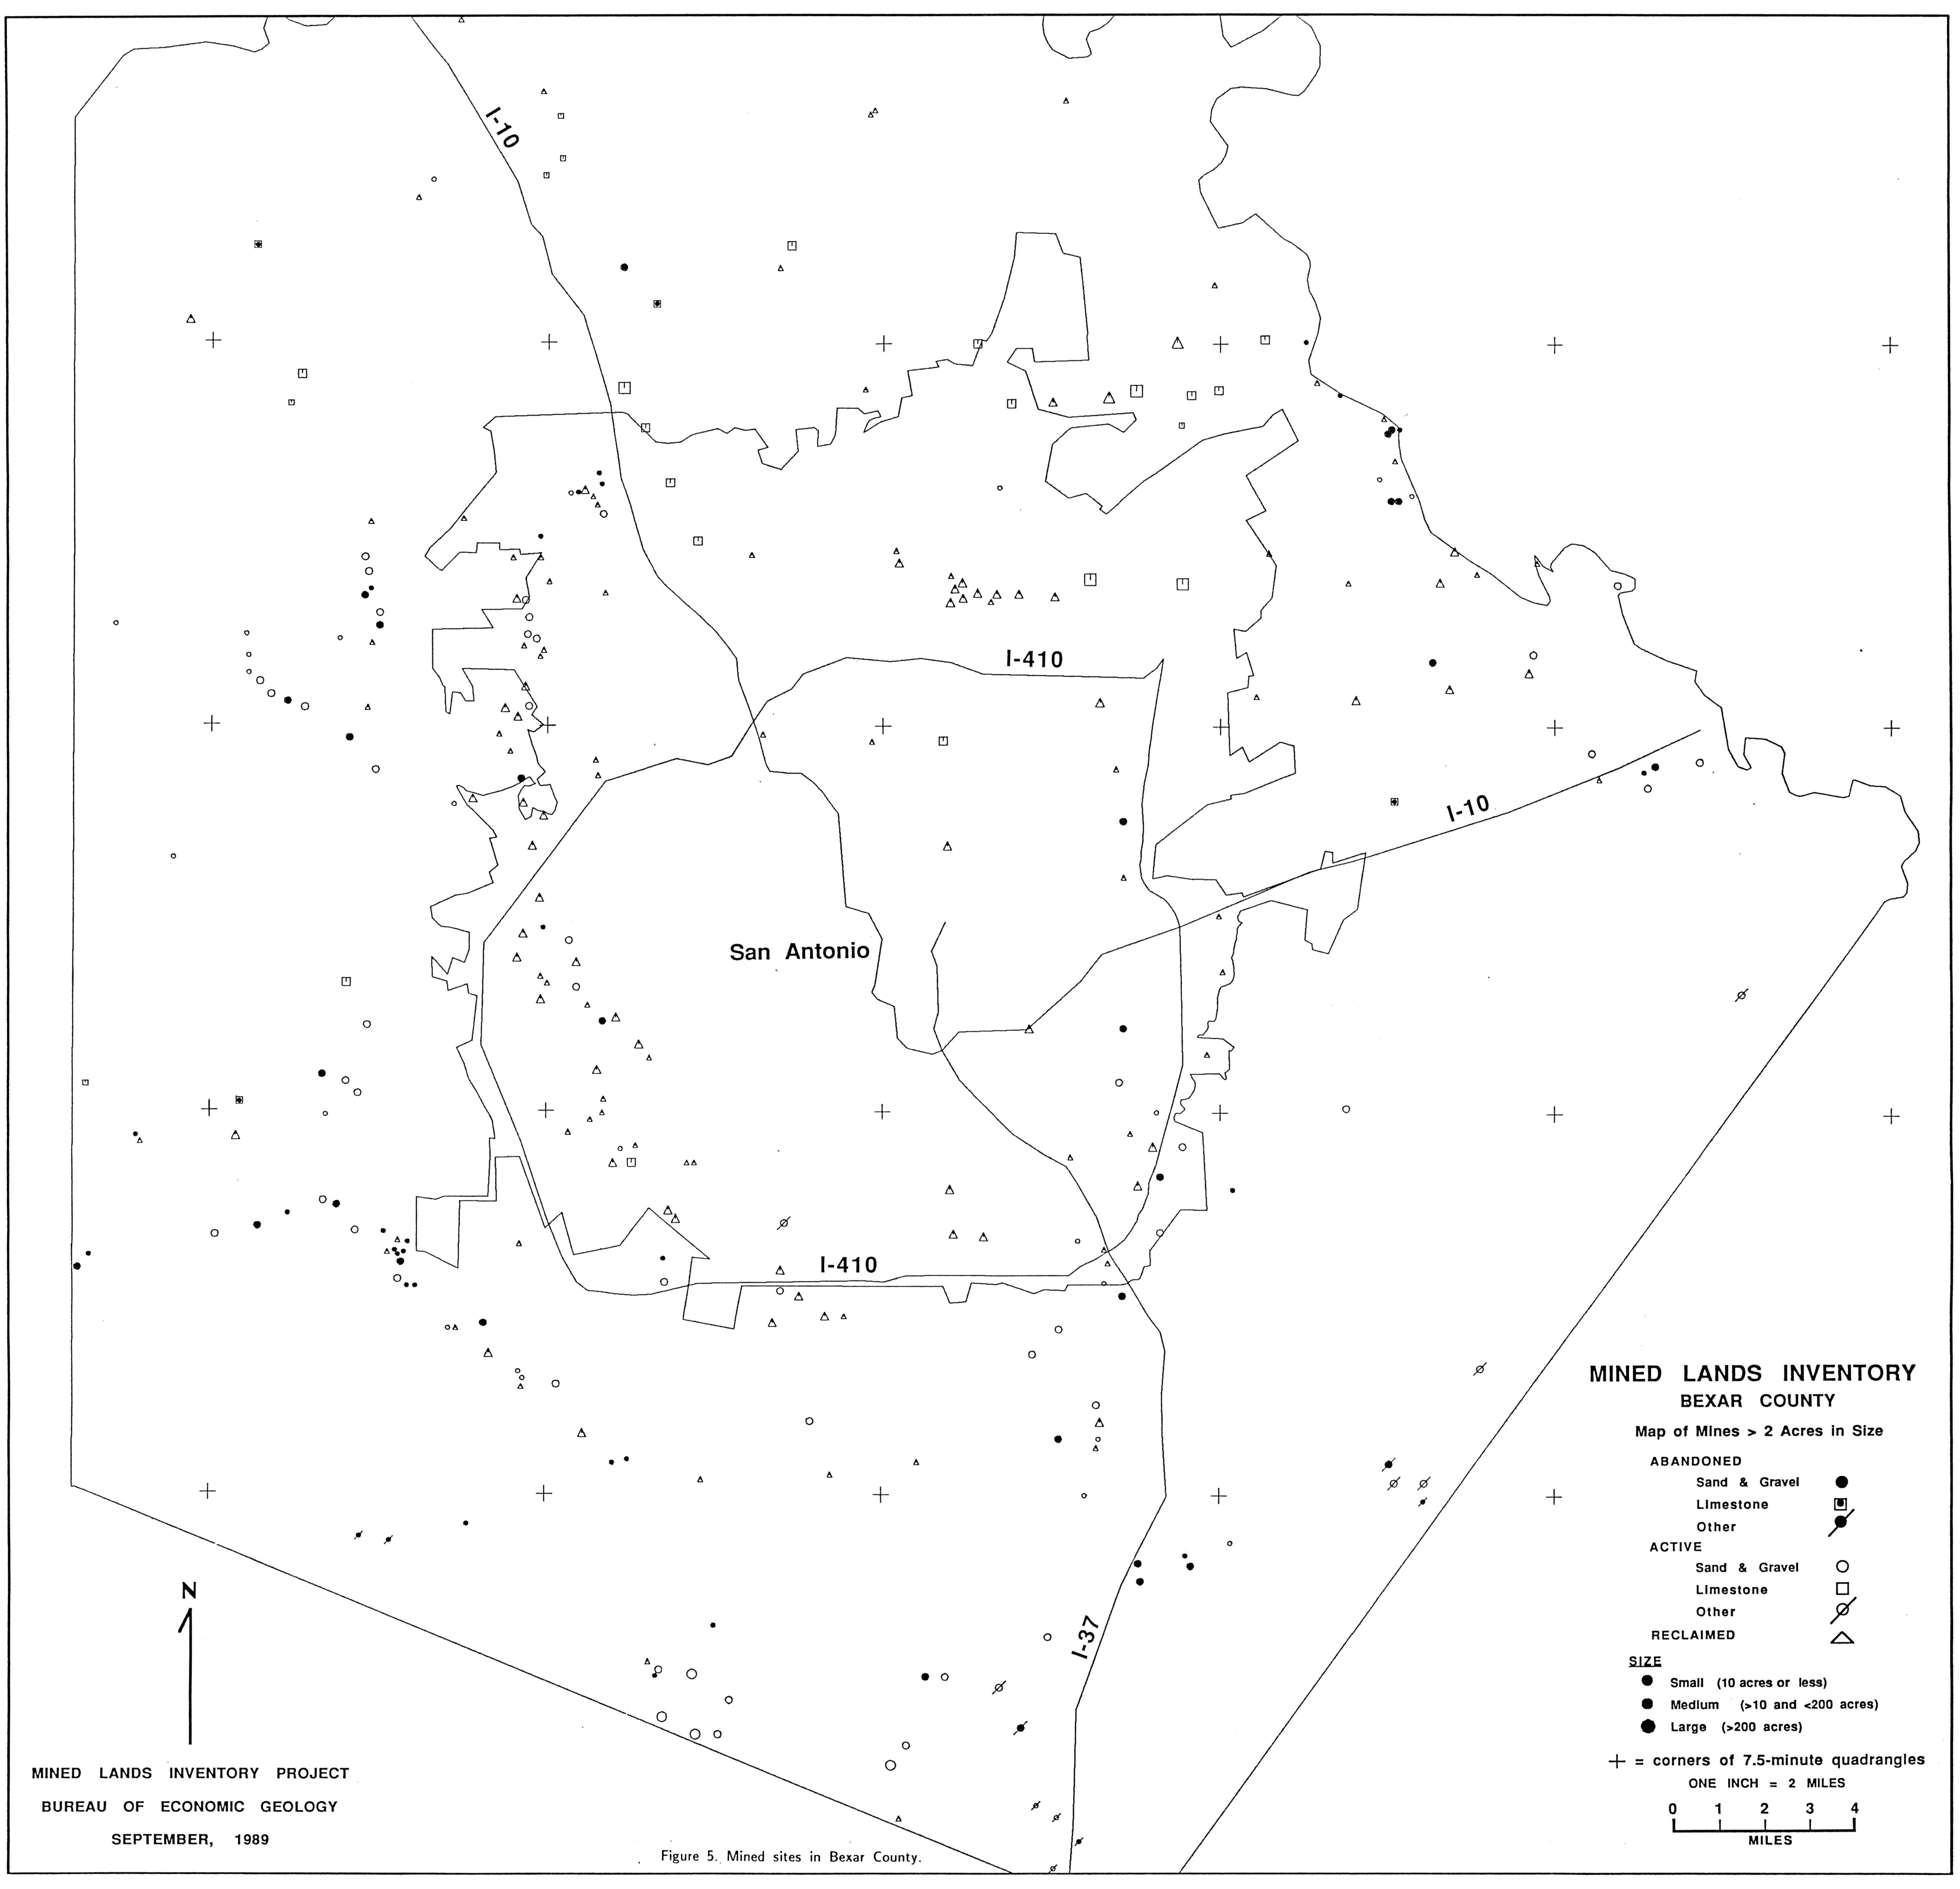 I-10
I-410
I-10
San Antonio
I-410
I-37
N
MINED LANDS INVENTORY PROJECT
BUREAU OF ECONOMIC GEOLOGY
SEPTEMBER, 1989
Figure 5. Mined sites in Bexar County.
MINED LANDS INVENTORY
BEXAR COUNTY
Map of Mines > 2 Acres in Size
ABANDONED
Sand & Gravel
Limestone
Other
ACTIVE
Sand & Gravel
Limestone
Other
RECLAIMED
SIZE
Small (10 acres or less)
Medium (>10 and <200 acres)
Large (>200 acres)
+ = corners of 7.5-minute quadrangles
ONE INCH = 2 MILES
0 1 2 3 4
MILES